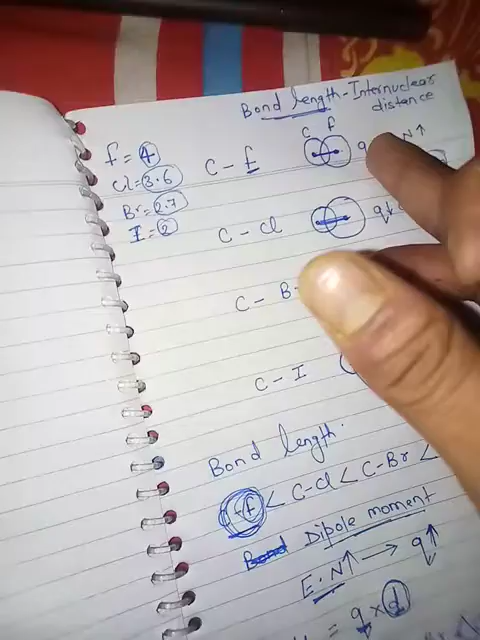 Bond length - Internuclear
distance
f = 4
Cl = 3.6
Br = 2.7
I = 2
C - f
C f
q N↑
C - Cl
q↓
C - B
C - I
Bond length.
< C-Cl < C-Br <
Bond Dipole moment
E.N↑ → q↑
= q × d